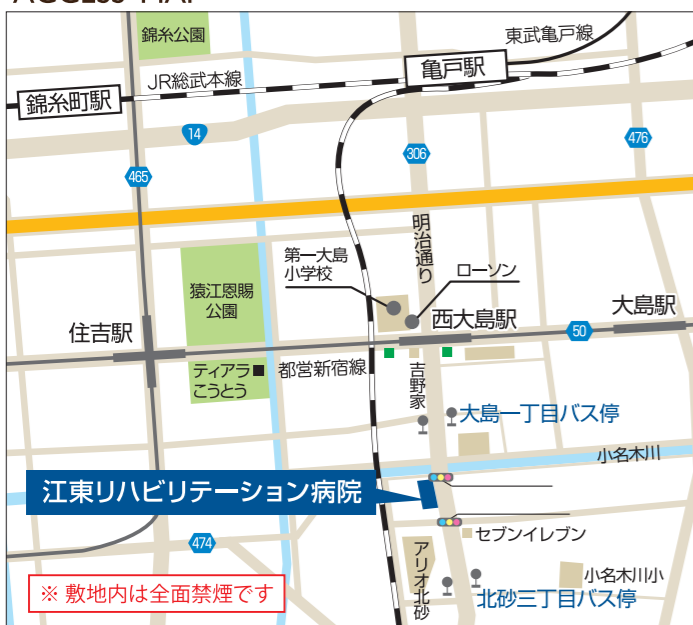 ACCESS MAP
錦糸公園
東武亀戸線
亀戸駅
JR総武本線
錦糸町駅
14
306
476
465
明治通り
第一大島
小学校
ローソン
猿江恩賜
公園
西大島駅
大島駅
住吉駅
50
ティアラ
こうとう
都営新宿線
吉野家
大島一丁目バス停
小名木川
江東リハビリテーション病院
セブンイレブン
474
アリオ北砂
小名木川小
※ 敷地内は全面禁煙です
北砂三丁目バス停